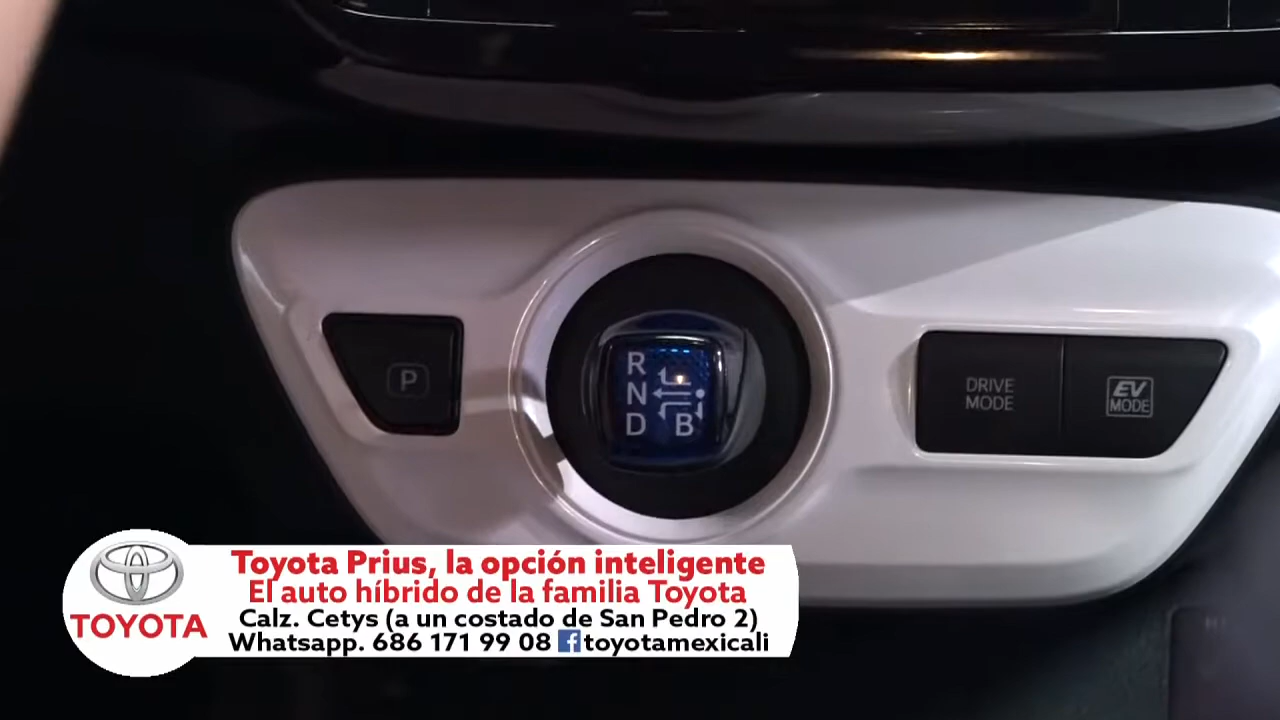 P
R
N
D
B
DRIVE
MODE
EV
MODE
TOYOTA
Toyota Prius, la opción inteligente
El auto híbrido de la familia Toyota
Calz. Cetys (a un costado de San Pedro 2)
Whatsapp. 686 171 99 08 f toyotamexicali